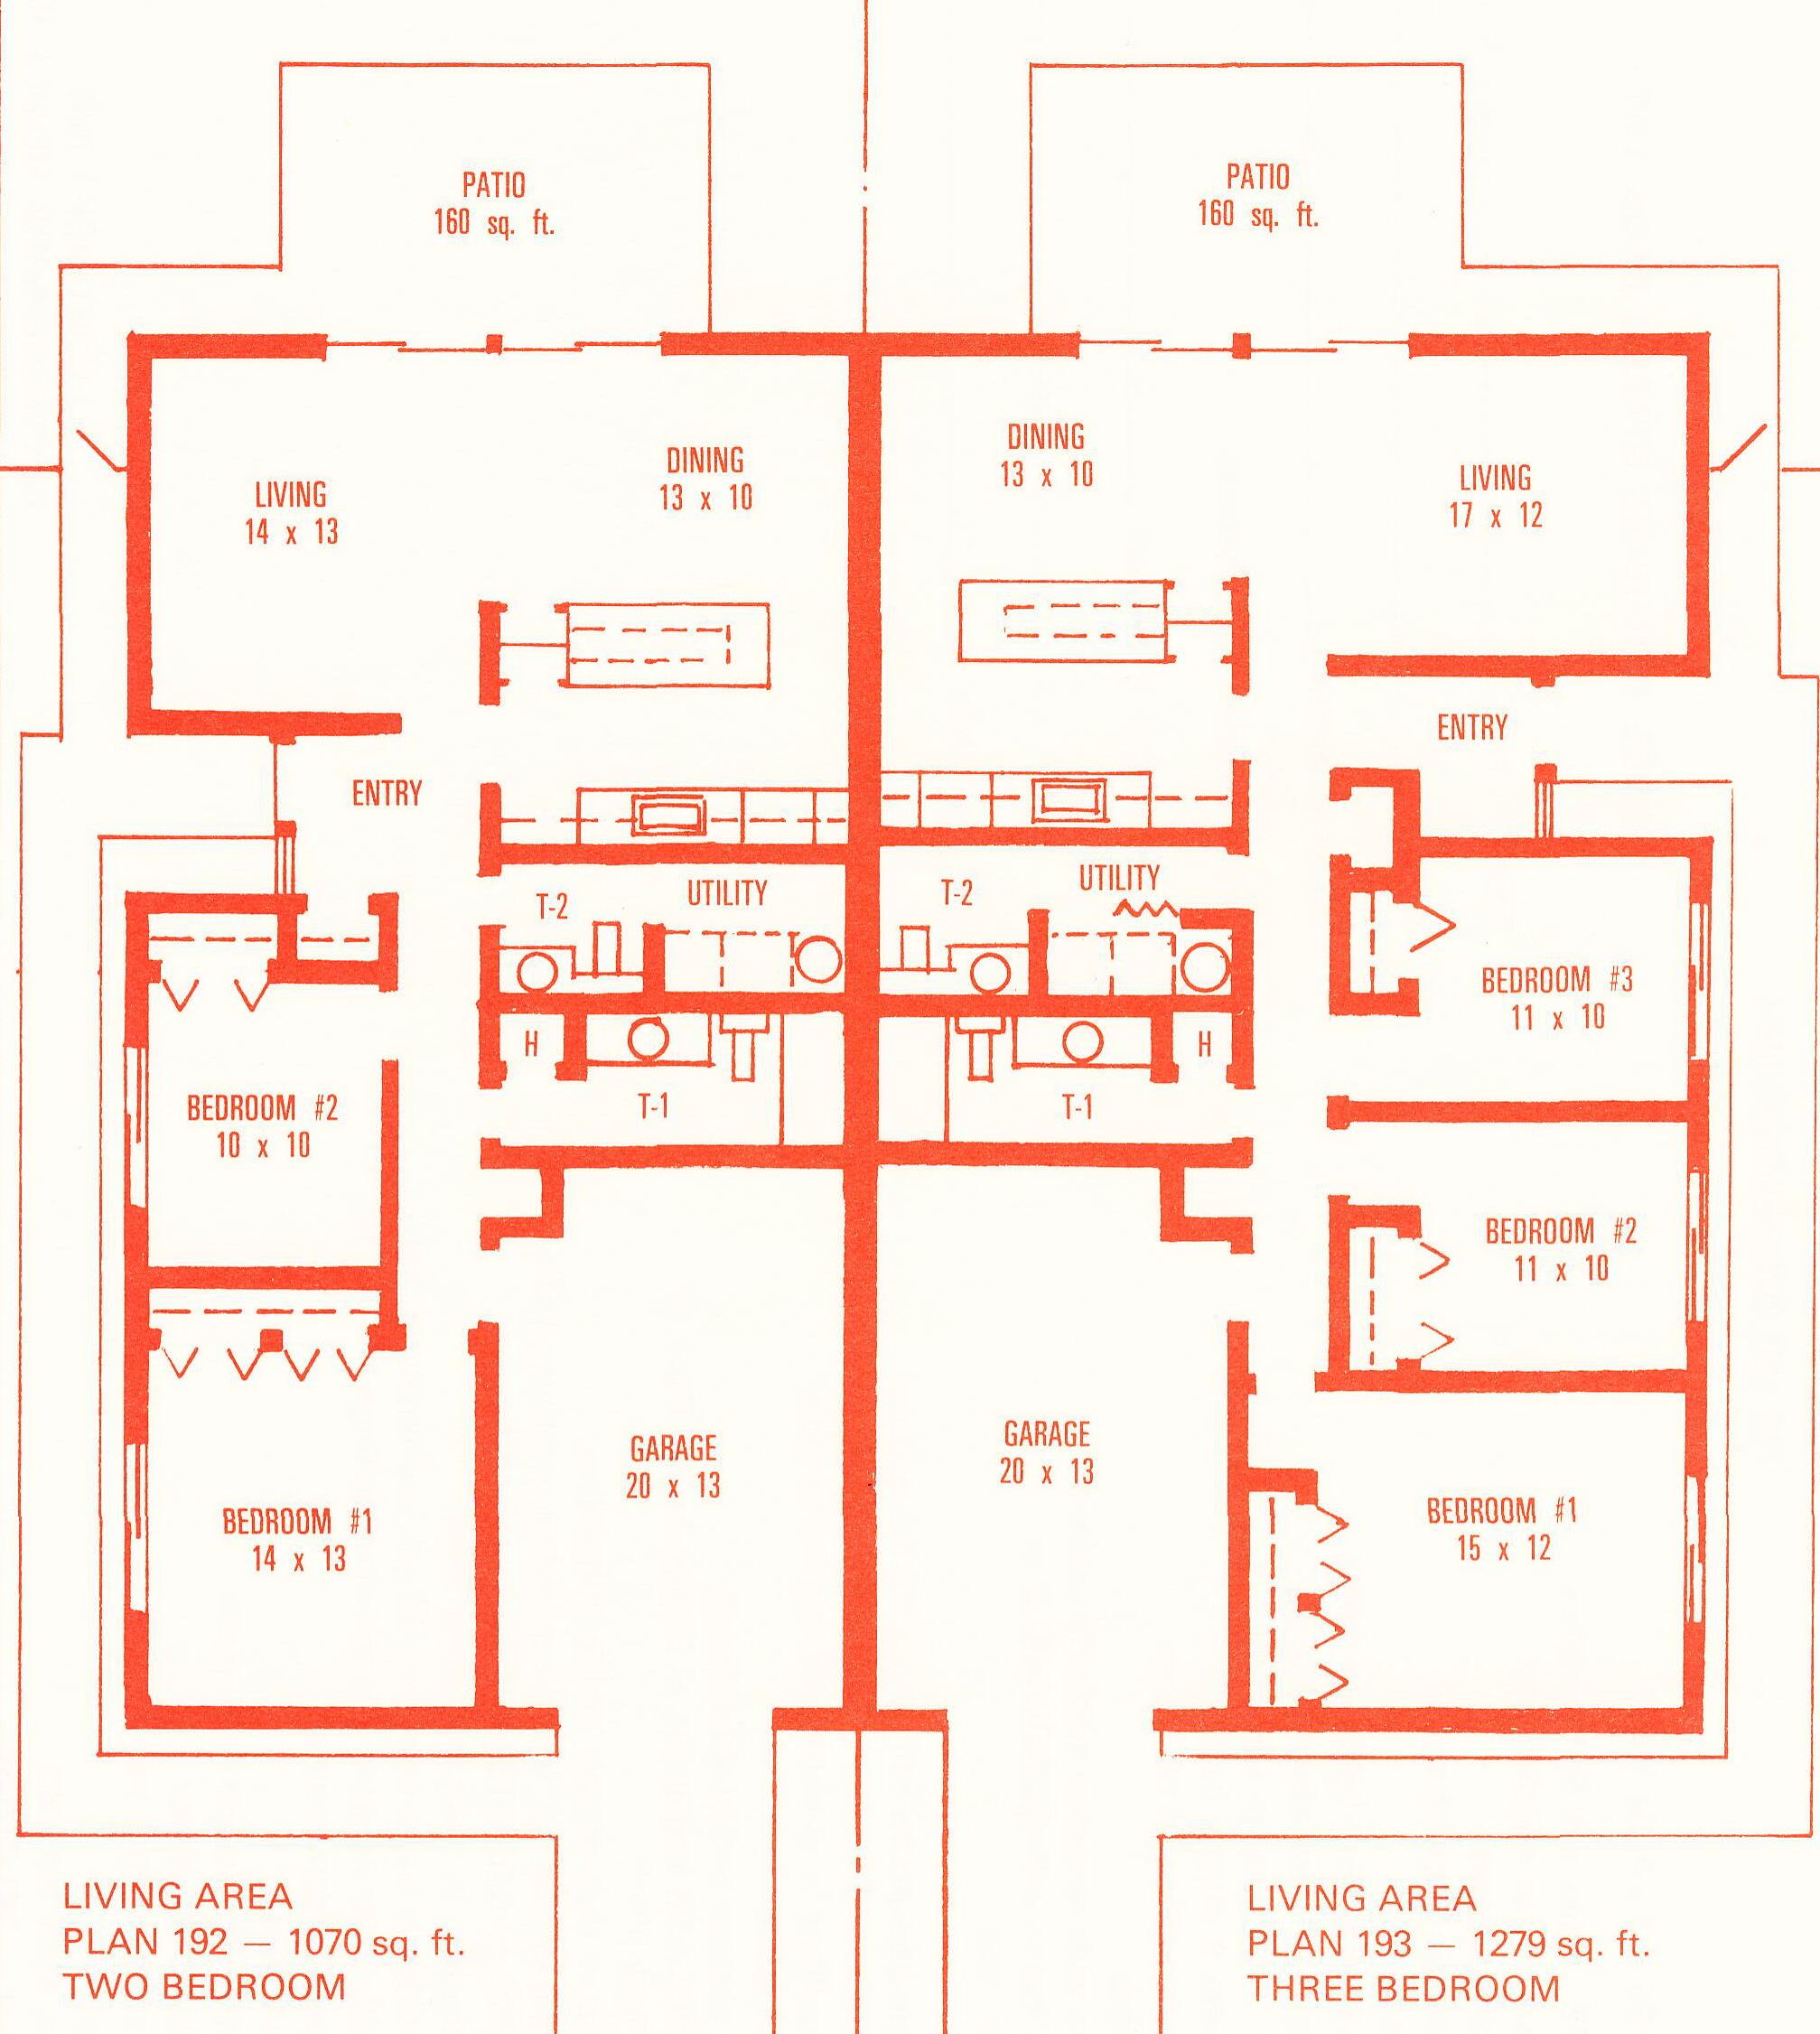 PATIO
160 sq. ft.
PATIO
160 sq. ft.
LIVING
14 x 13
DINING
13 x 10
DINING
13 x 10
LIVING
17 x 12
ENTRY
ENTRY
T-2
UTILITY
T-2
UTILITY
H
T-1
H
T-1
BEDROOM #3
11 x 10
BEDROOM #2
10 x 10
BEDROOM #2
11 x 10
BEDROOM #1
14 x 13
GARAGE
20 x 13
GARAGE
20 x 13
BEDROOM #1
15 x 12
LIVING AREA
PLAN 192 — 1070 sq. ft.
TWO BEDROOM
LIVING AREA
PLAN 193 — 1279 sq. ft.
THREE BEDROOM